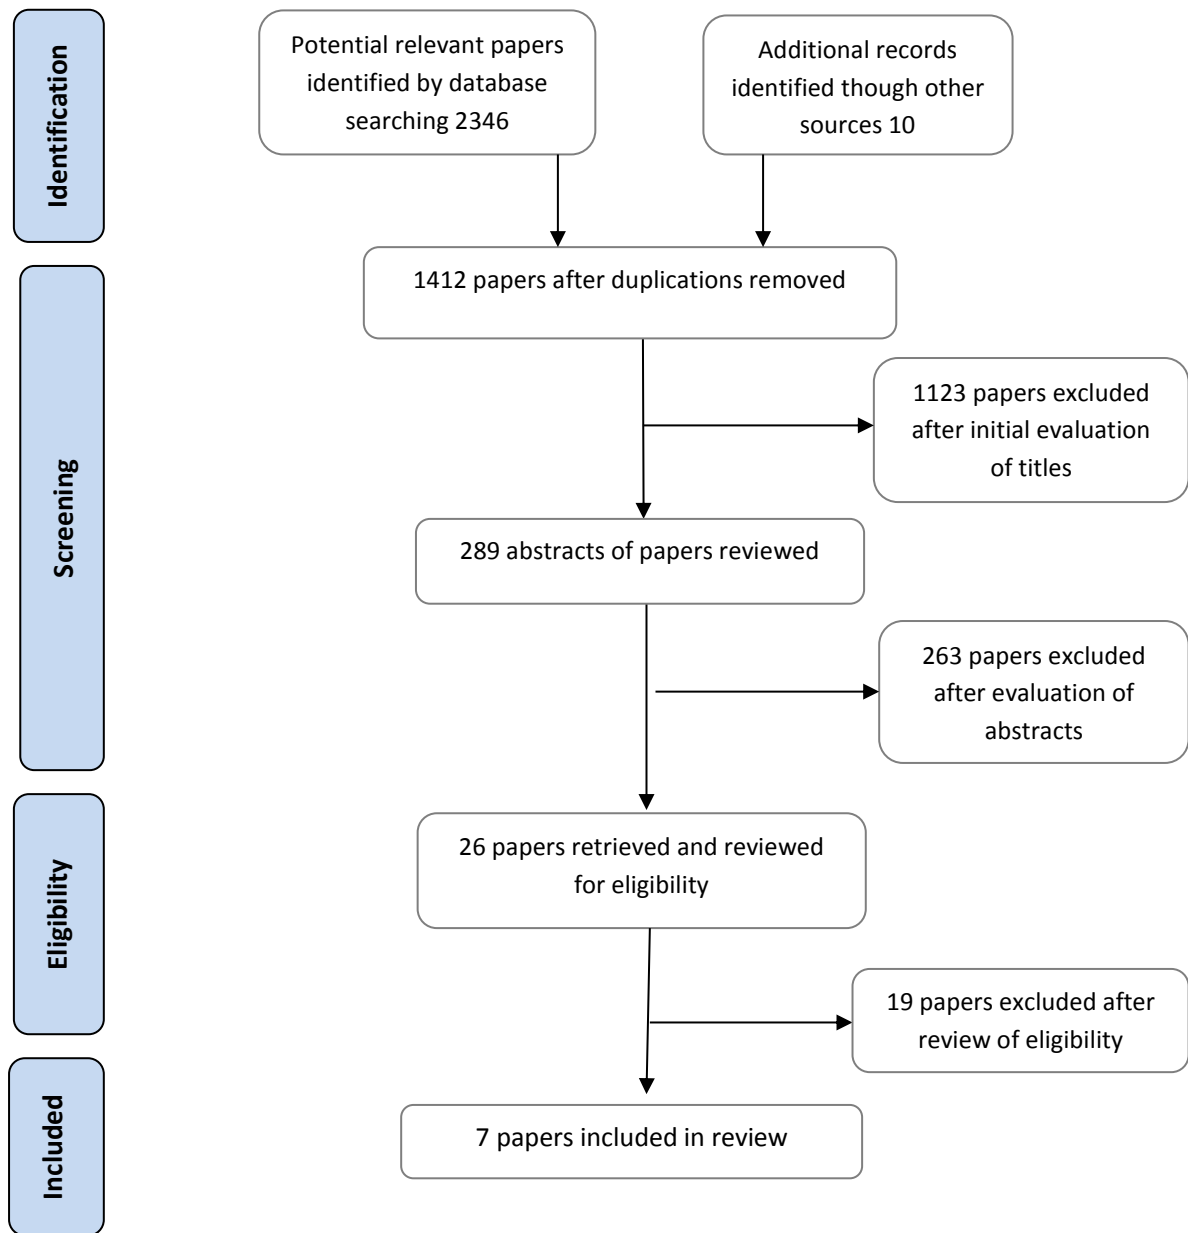 Identification
Potential relevant papers
identified by database
searching 2346
Additional records
identified though other
sources 10
Screening
1412 papers after duplications removed
1123 papers excluded
after initial evaluation
of titles
289 abstracts of papers reviewed
263 papers excluded
after evaluation of
abstracts
Eligibility
26 papers retrieved and reviewed
for eligibility
19 papers excluded after
review of eligibility
Included
7 papers included in review